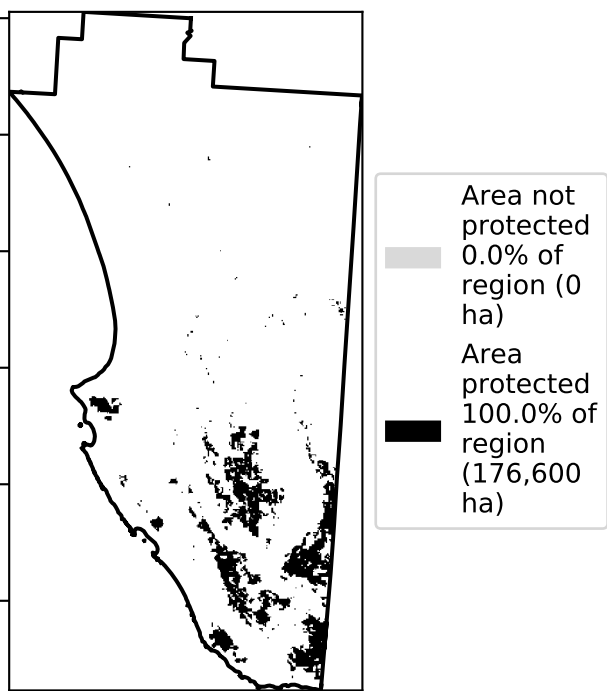 Area not
protected
0.0% of
region (0
ha)
Area
protected
100.0% of
region
(176,600
ha)